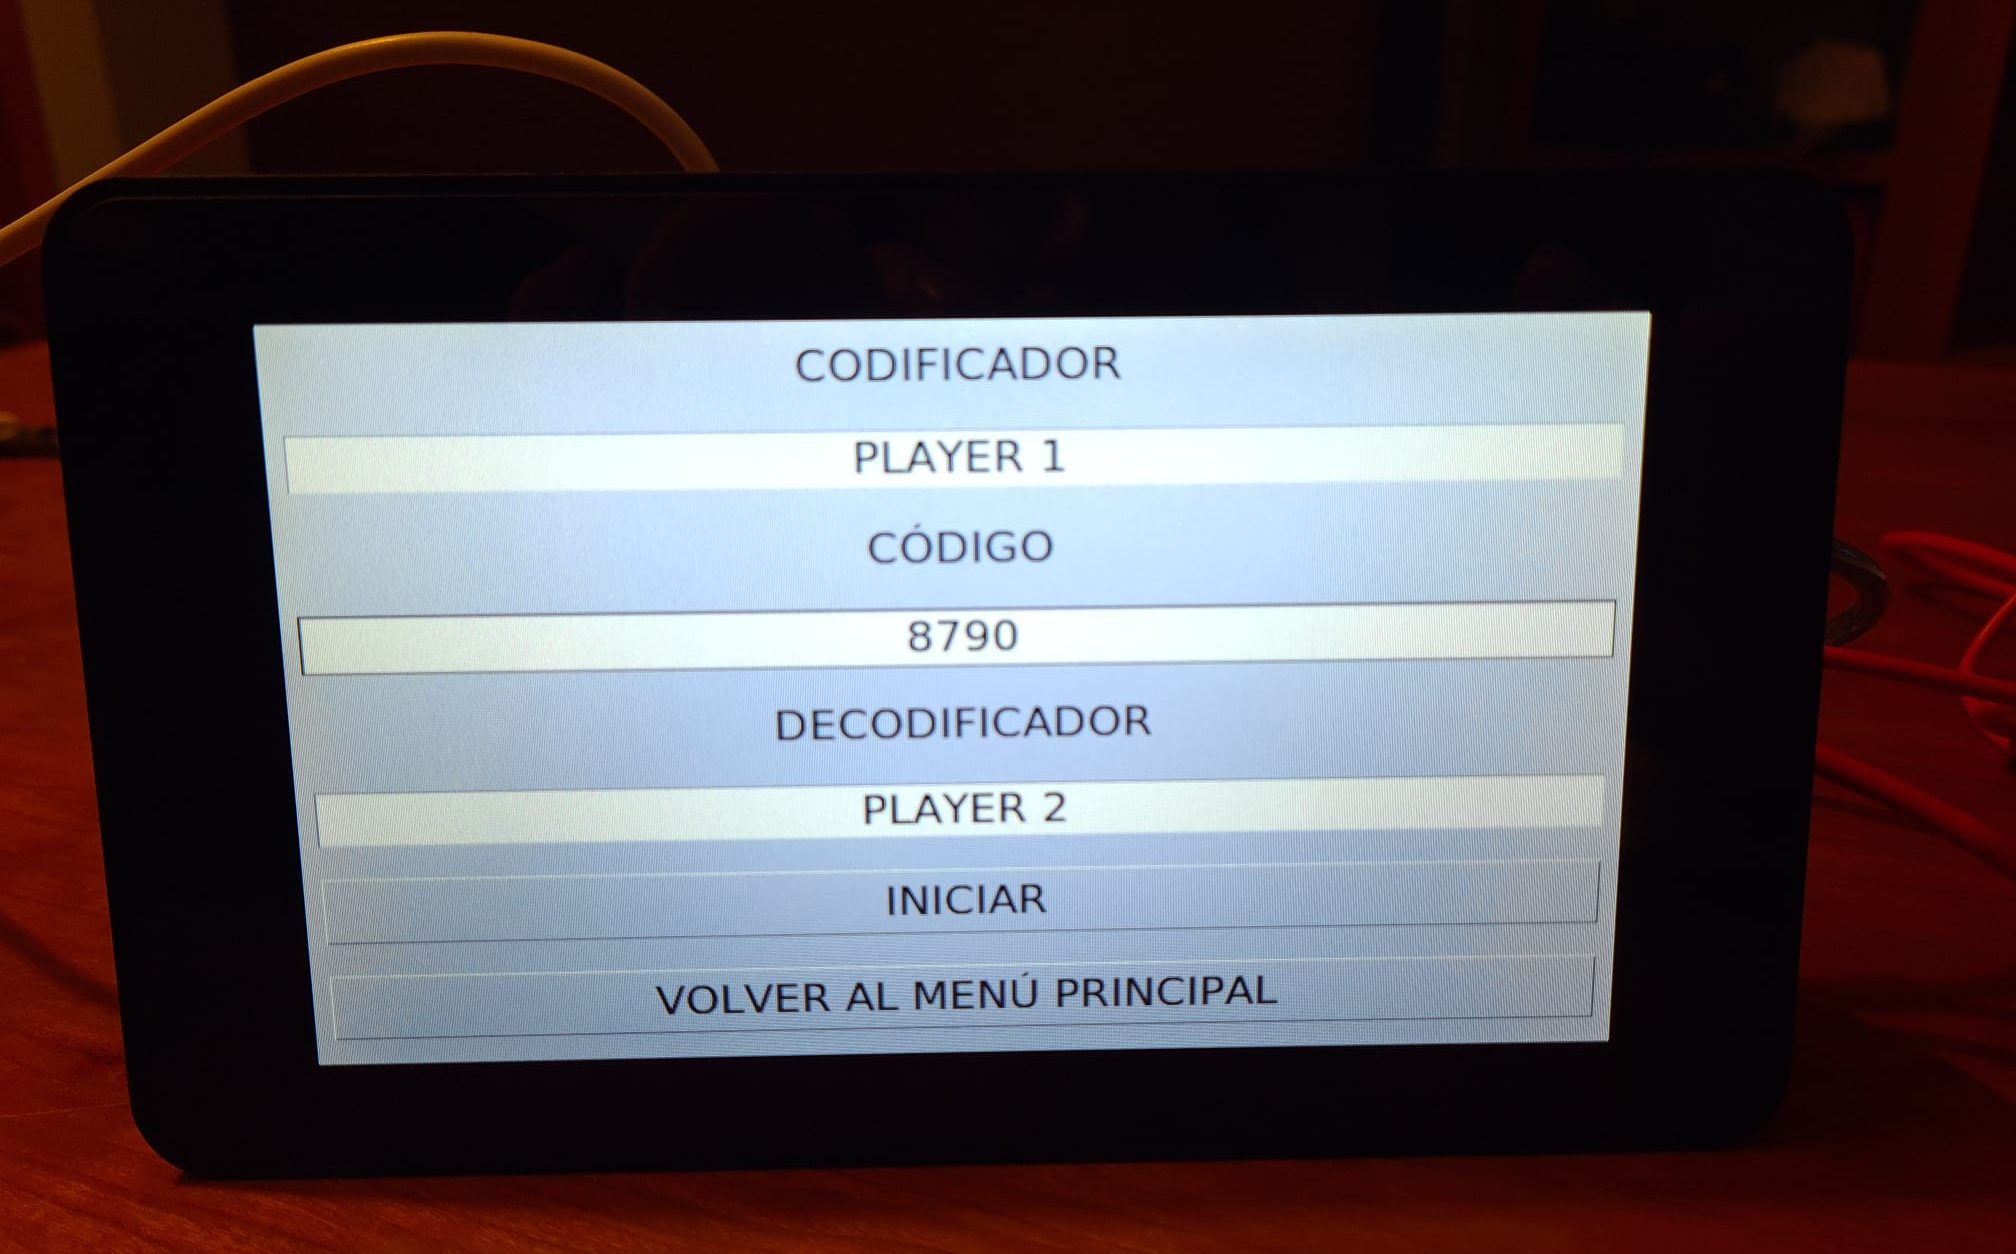 CODIFICADOR
PLAYER 1
CÓDIGO
8790
DECODIFICADOR
PLAYER 2
INICIAR
VOLVER AL MENÚ PRINCIPAL